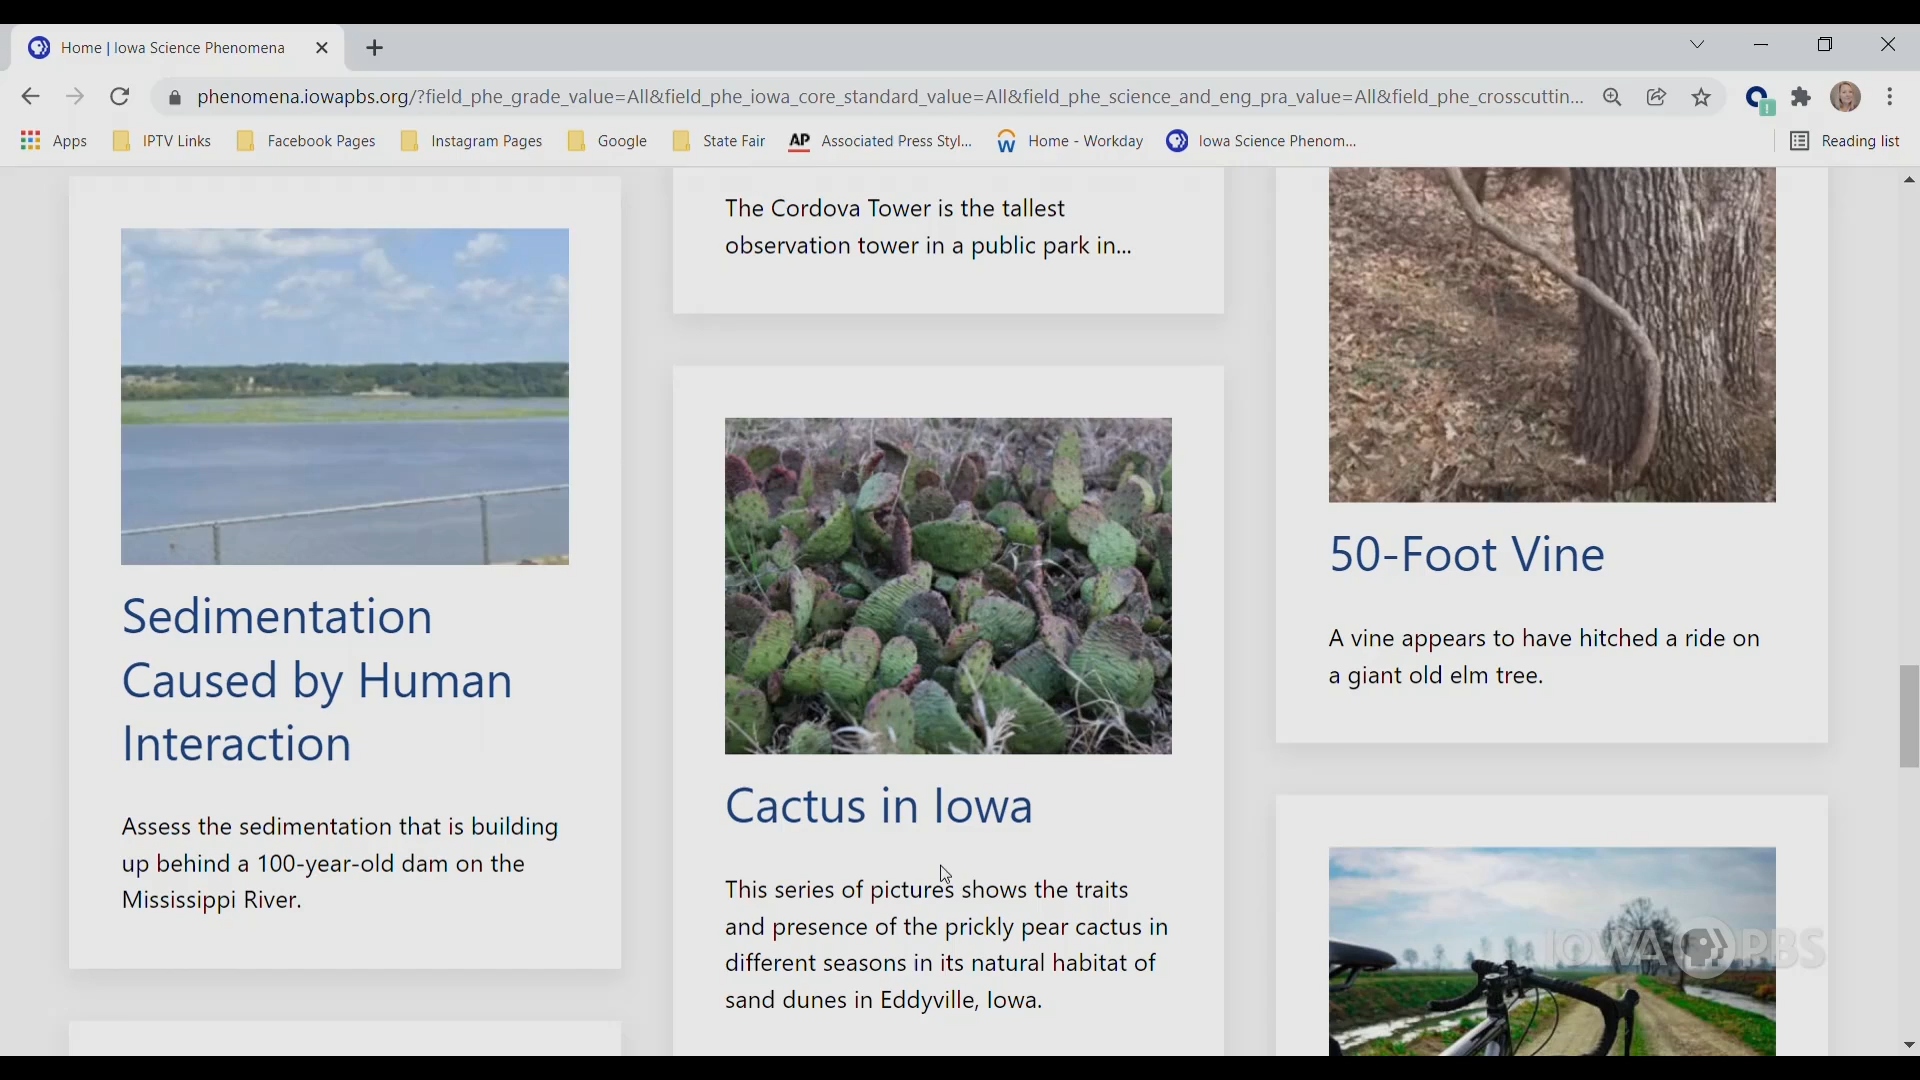 Home | Iowa Science Phenomena
phenomena.iowapbs.org/?field_phe_grade_value=All&field_phe_iowa_core_standard_value=All&field_phe_science_and_eng_pra_value=All&field_phe_crosscuttin...
Apps
IPTV Links
Facebook Pages
Instagram Pages
Google
State Fair
AP
Associated Press Styl...
Home - Workday
Iowa Science Phenom...
Reading list
Sedimentation
Caused by Human
Interaction
Assess the sedimentation that is building
up behind a 100-year-old dam on the
Mississippi River.
The Cordova Tower is the tallest
observation tower in a public park in...
Cactus in Iowa
This series of pictures shows the traits
and presence of the prickly pear cactus in
different seasons in its natural habitat of
sand dunes in Eddyville, Iowa.
50-Foot Vine
A vine appears to have hitched a ride on
a giant old elm tree.
IOWA PBS